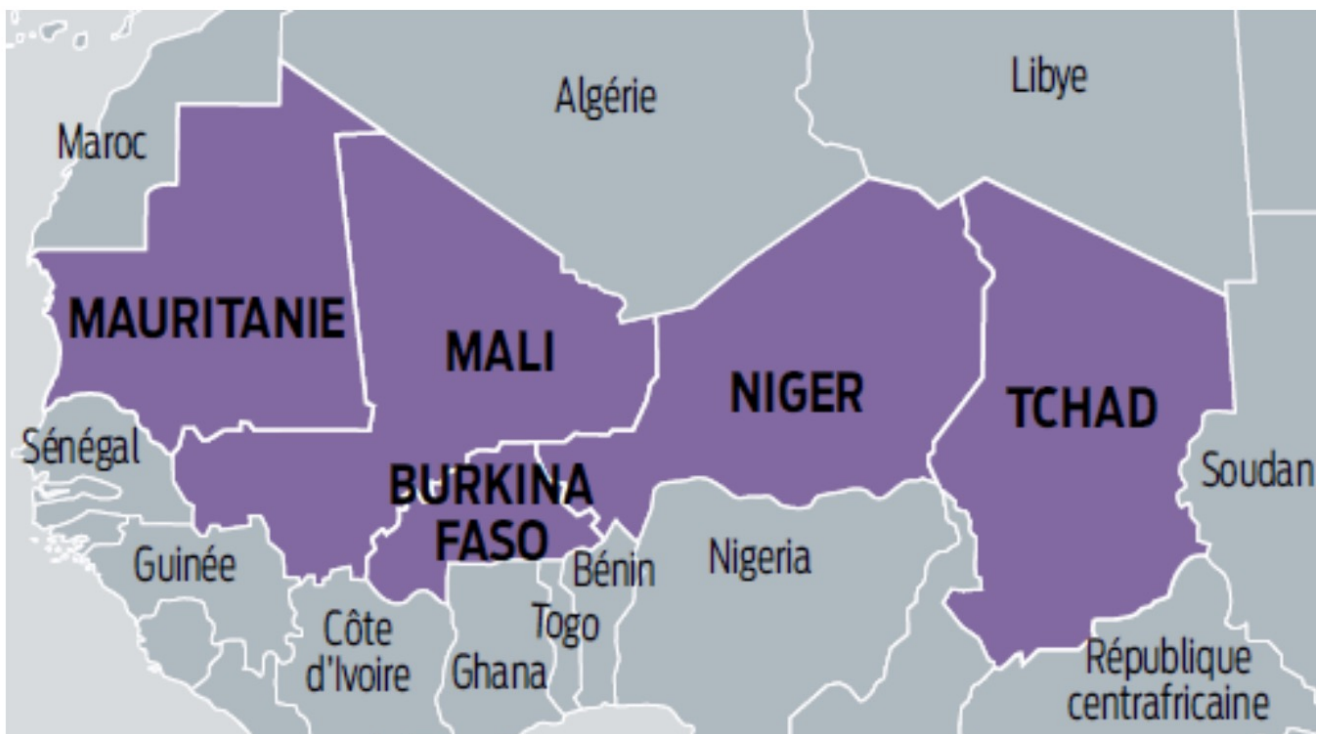 Algérie
Libye
Maroc
MAURITANIE
MALI
NIGER
TCHAD
Sénégal
BURKINA
FASO
Soudan
Guinée
Bénin
Nigeria
Togo
Côte
d'Ivoire
Ghana
République
centrafricaine